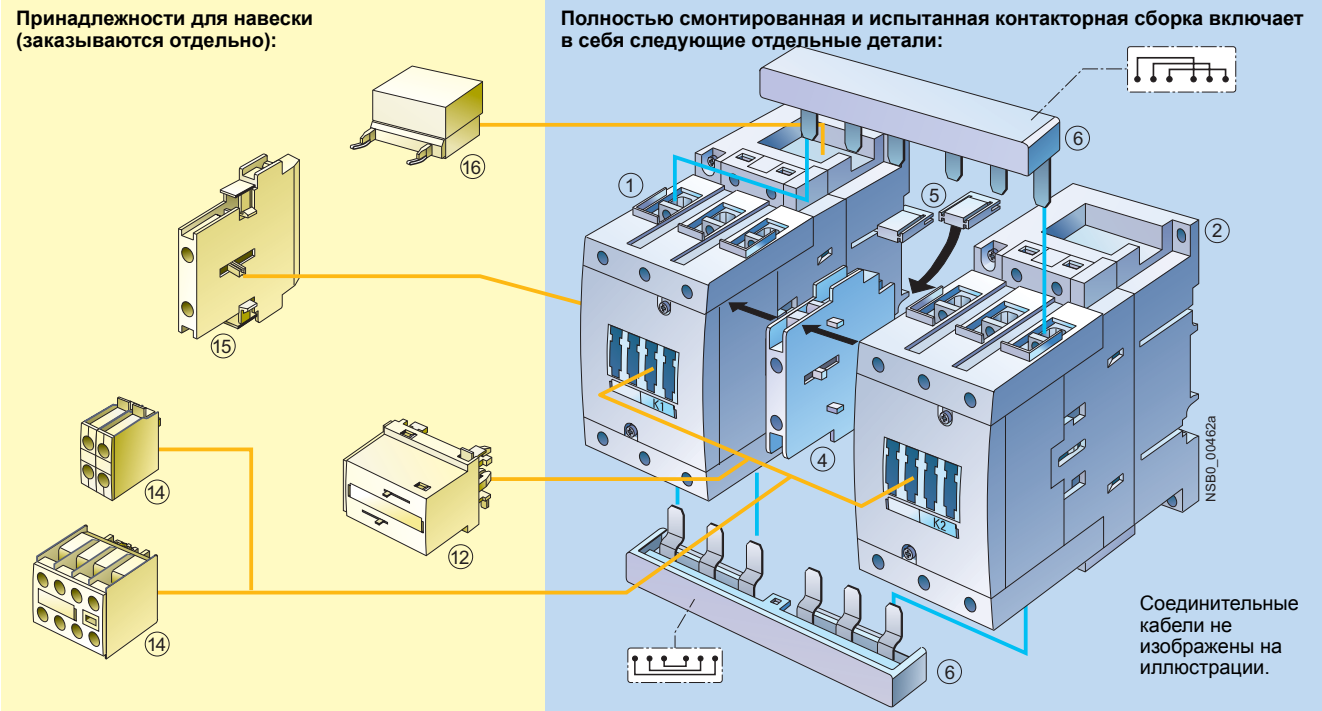 Принадлежности для навески
(заказываются отдельно):
Полностью смонтированная и испытанная контакторная сборка включает
в себя следующие отдельные детали:
16
6
1
5
2
15
K1
4
14
12
K2
NSB0_00462a
14
6
Соединительные
кабели не
изображены на
иллюстрации.